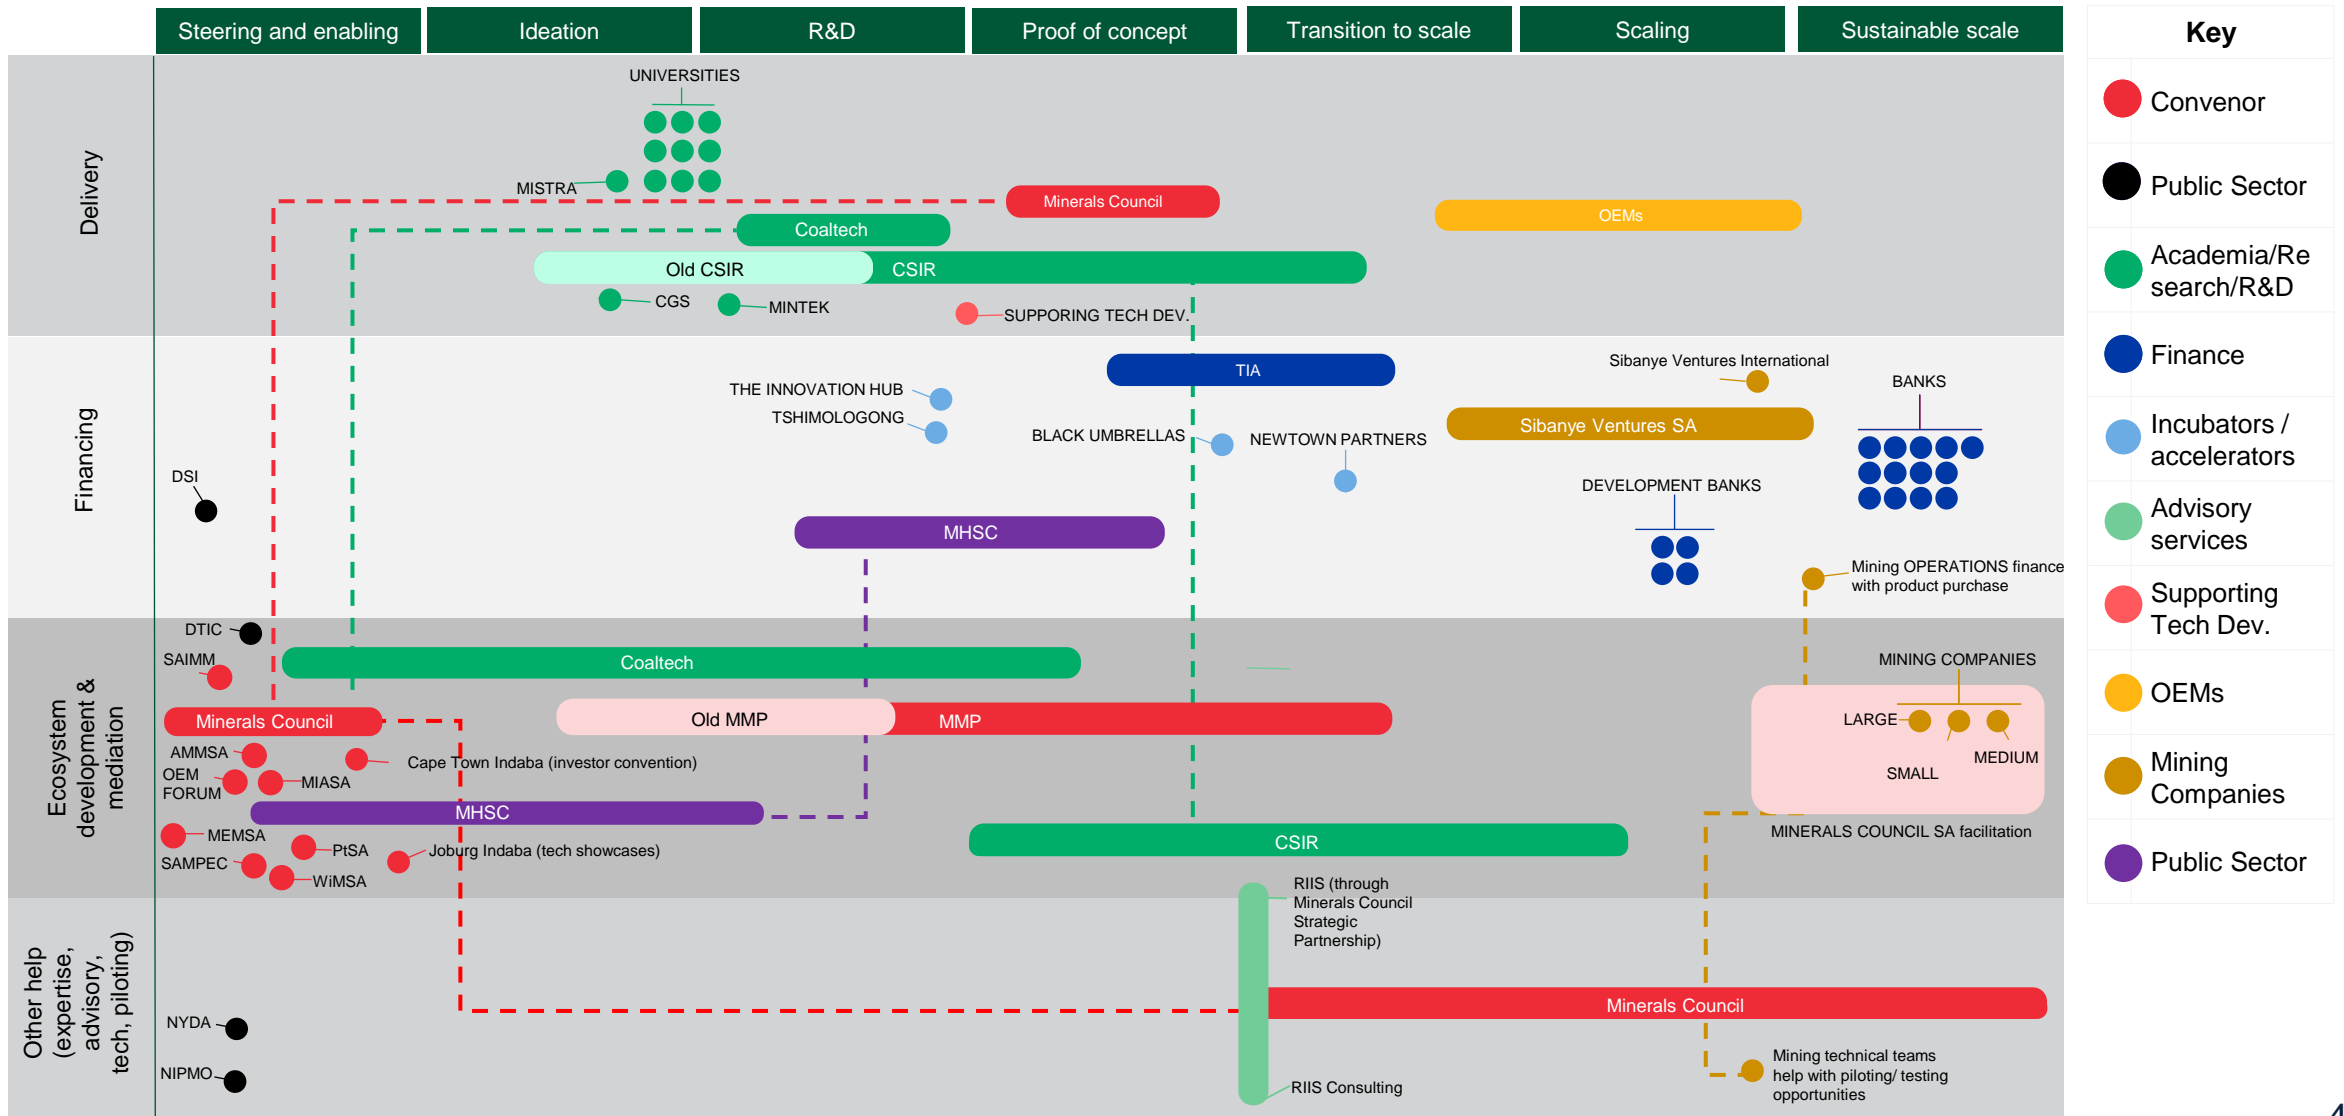 Steering and enabling
Ideation
R&D
Proof of concept
Transition to scale
Scaling
Sustainable scale
Key
Convenor
Public Sector
Academia/Re
search/R&D
Finance
Incubators /
accelerators
Advisory
services
Supporting
Tech Dev.
OEMs
Mining
Companies
Public Sector
Delivery
UNIVERSITIES
MISTRA
Minerals Council
OEMs
Coaltech
Old CSIR
CSIR
CGS
MINTEK
SUPPORING TECH DEV.
Financing
TIA
Sibanye Ventures International
THE INNOVATION HUB
BANKS
TSHIMOLOGONG
Sibanye Ventures SA
BLACK UMBRELLAS
NEWTOWN PARTNERS
DSI
DEVELOPMENT BANKS
MHSC
Mining OPERATIONS finance
with product purchase
Ecosystem
development &
mediation
DTIC
SAIMM
Coaltech
MINING COMPANIES
Minerals Council
Old MMP
MMP
LARGE
AMMSA
Cape Town Indaba (investor convention)
MEDIUM
OEM
FORUM
MIASA
SMALL
MHSC
MEMSA
MINERALS COUNCIL SA facilitation
PtSA
Joburg Indaba (tech showcases)
CSIR
SAMPEC
WiMSA
Other help
(expertise,
advisory,
tech, piloting)
RIIS (through
Minerals Council
Strategic
Partnership)
Minerals Council
NYDA
NIPMO
Mining technical teams
help with piloting/ testing
opportunities
RIIS Consulting
4